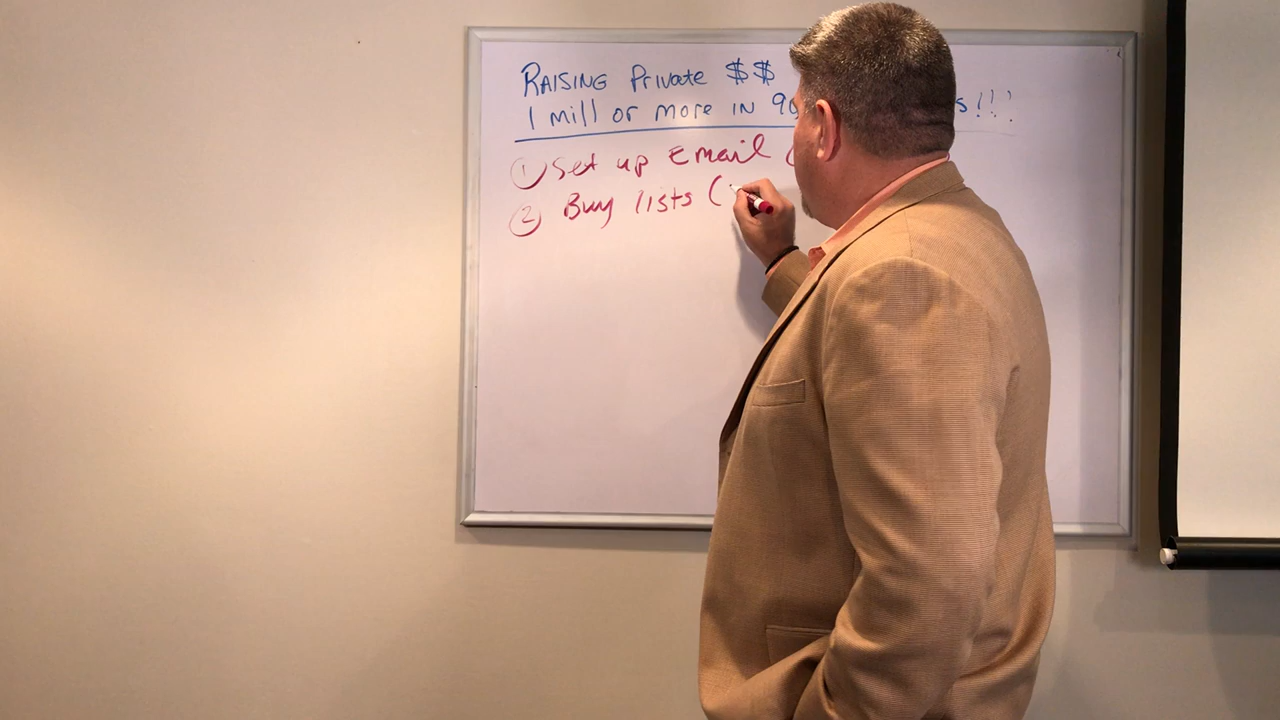 RAISING Private $$
1 mill or more in 90 s!!!
① Set up Email (
② Buy lists (